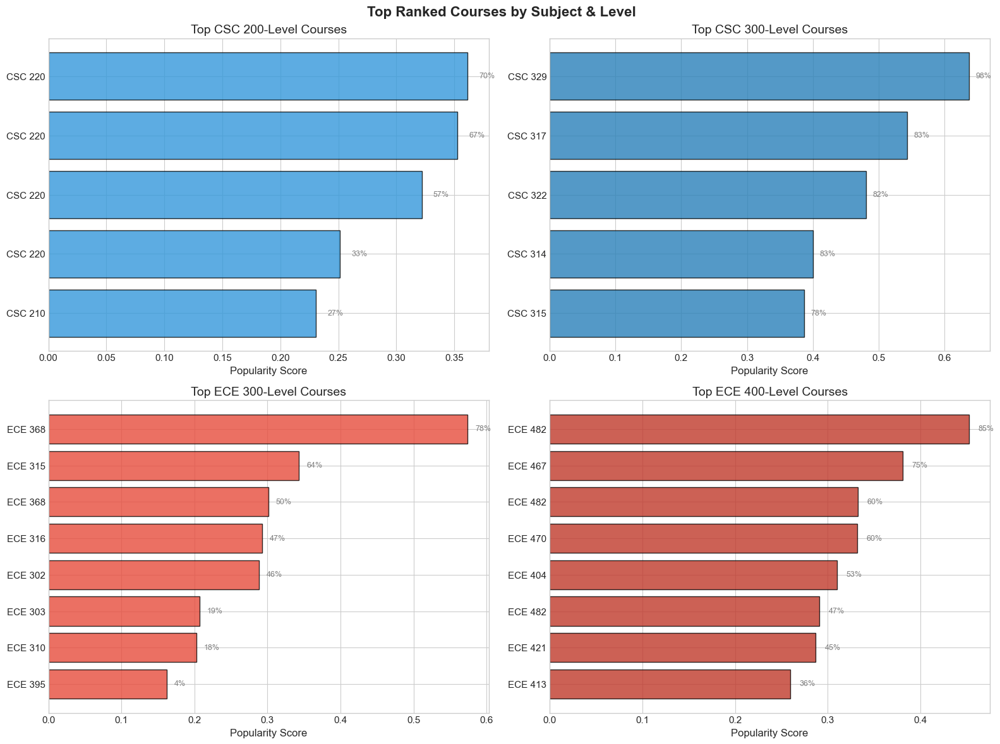 Top Ranked Courses by Subject & Level
Top CSC 200-Level Courses
CSC 220
70%
CSC 220
67%
CSC 220
57%
CSC 220
33%
CSC 210
27%
0.00 0.05 0.10 0.15 0.20 0.25 0.30 0.35
Popularity Score
Top CSC 300-Level Courses
CSC 329
98%
CSC 317
83%
CSC 322
82%
CSC 314
83%
CSC 315
78%
0.0 0.1 0.2 0.3 0.4 0.5 0.6
Popularity Score
Top ECE 300-Level Courses
ECE 368
78%
ECE 315
64%
ECE 368
50%
ECE 316
47%
ECE 302
46%
ECE 303
19%
ECE 310
18%
ECE 395
4%
0.0 0.1 0.2 0.3 0.4 0.5 0.6
Popularity Score
Top ECE 400-Level Courses
ECE 482
85%
ECE 467
75%
ECE 482
60%
ECE 470
60%
ECE 404
53%
ECE 482
47%
ECE 421
45%
ECE 413
36%
0.0 0.1 0.2 0.3 0.4
Popularity Score